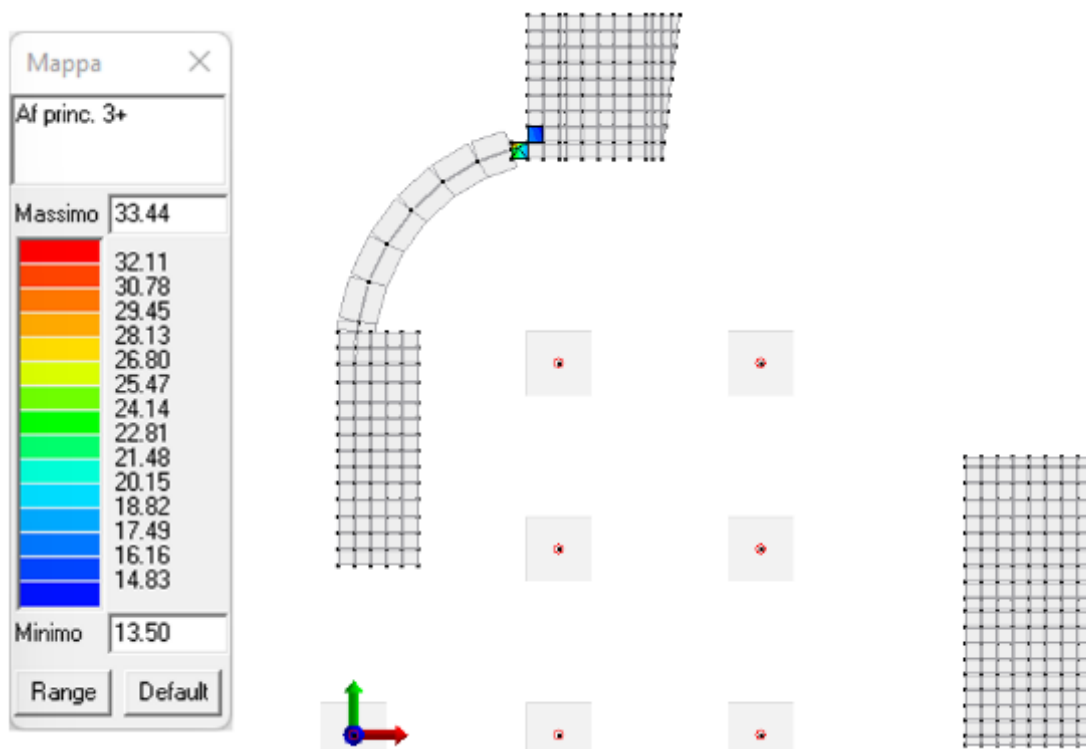 Mappa
Af princ. 3+
Massimo 33.44
32.11
30.78
29.45
28.13
26.80
25.47
24.14
22.81
21.48
20.15
18.82
17.49
16.16
14.83
Minimo 13.50
Range Default